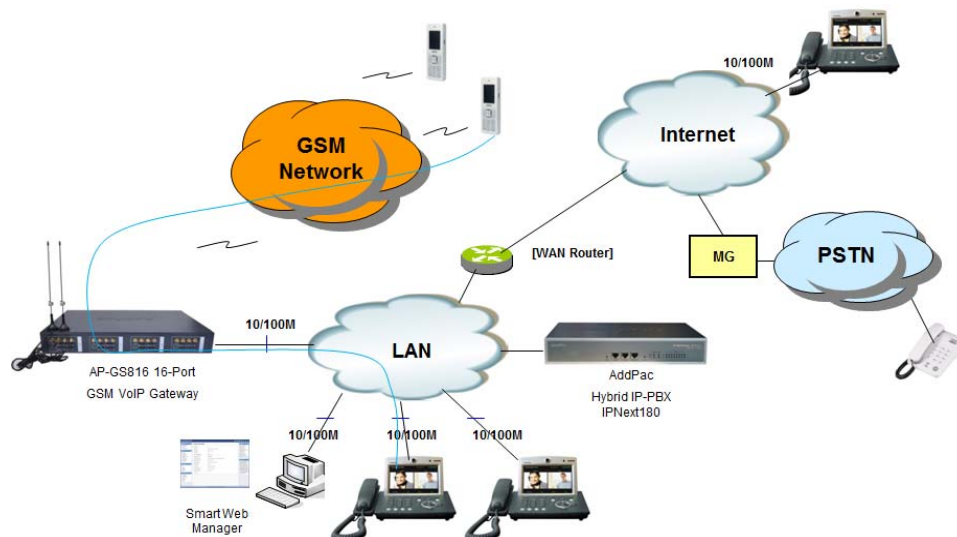 10/100M
GSM
Network
Internet
[WAN Router]
MG
PSTN
10/100M
LAN
AP-GS816 16-Port
GSM VoIP Gateway
AddPac
Hybrid IP-PBX
IPNext180
10/100M
10/100M
10/100M
Smart Web
Manager